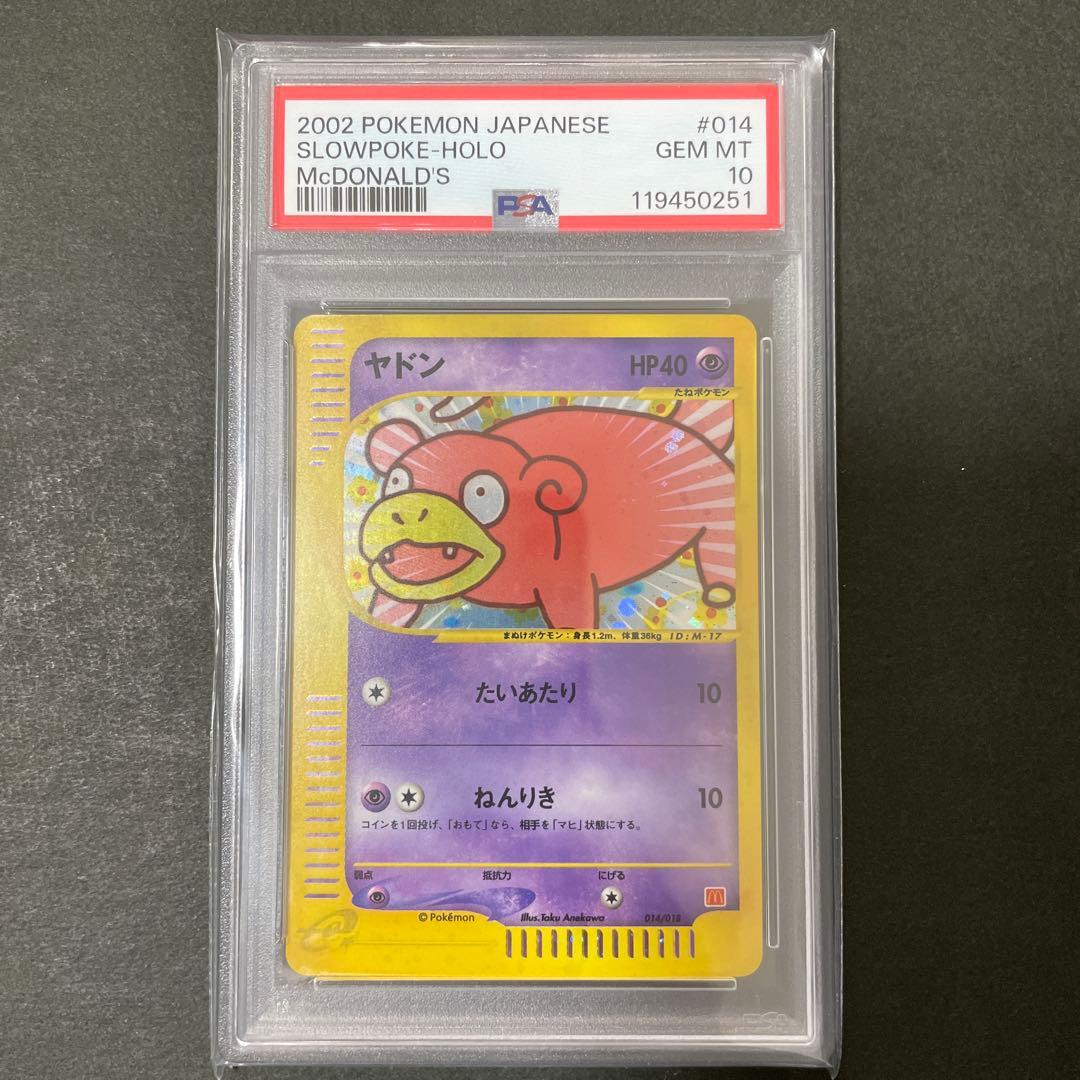 2002 POKEMON JAPANESE #014
SLOWPOKE-HOLO GEM MT
McDONALD'S 10
PSA 119450251
ヤドン HP40
たねポケモン
まぬけポケモン：身長1.2m、体重36kg ID:M-17
たいあたり 10
ねんりき 10
コインを1回投げ、「おもて」なら、相手を「マヒ」状態にする。
弱点 抵抗力 にげる
© Pokémon Illus.Taku Anekawa 014/018
PSA